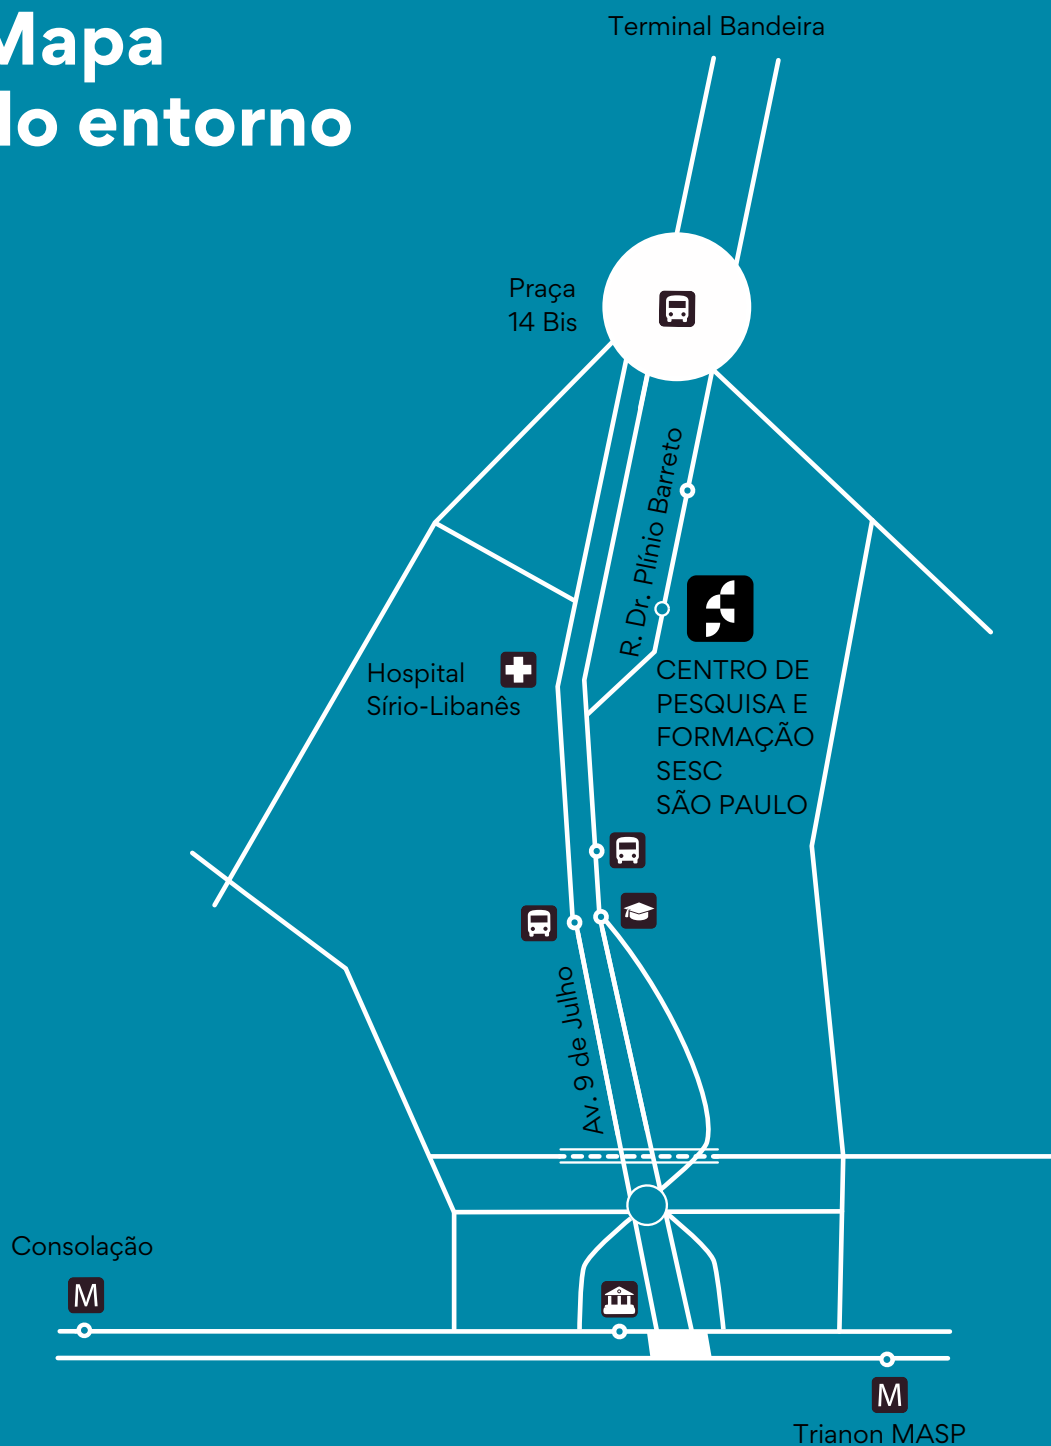 Mapa
do entorno
Terminal Bandeira
Praça
14 Bis
R. Dr. Plínio Barreto
Hospital
Sírio-Libanês
CENTRO DE
PESQUISA E
FORMAÇÃO
SESC
SÃO PAULO
Av. 9 de Julho
Consolação
M
M
Trianon MASP